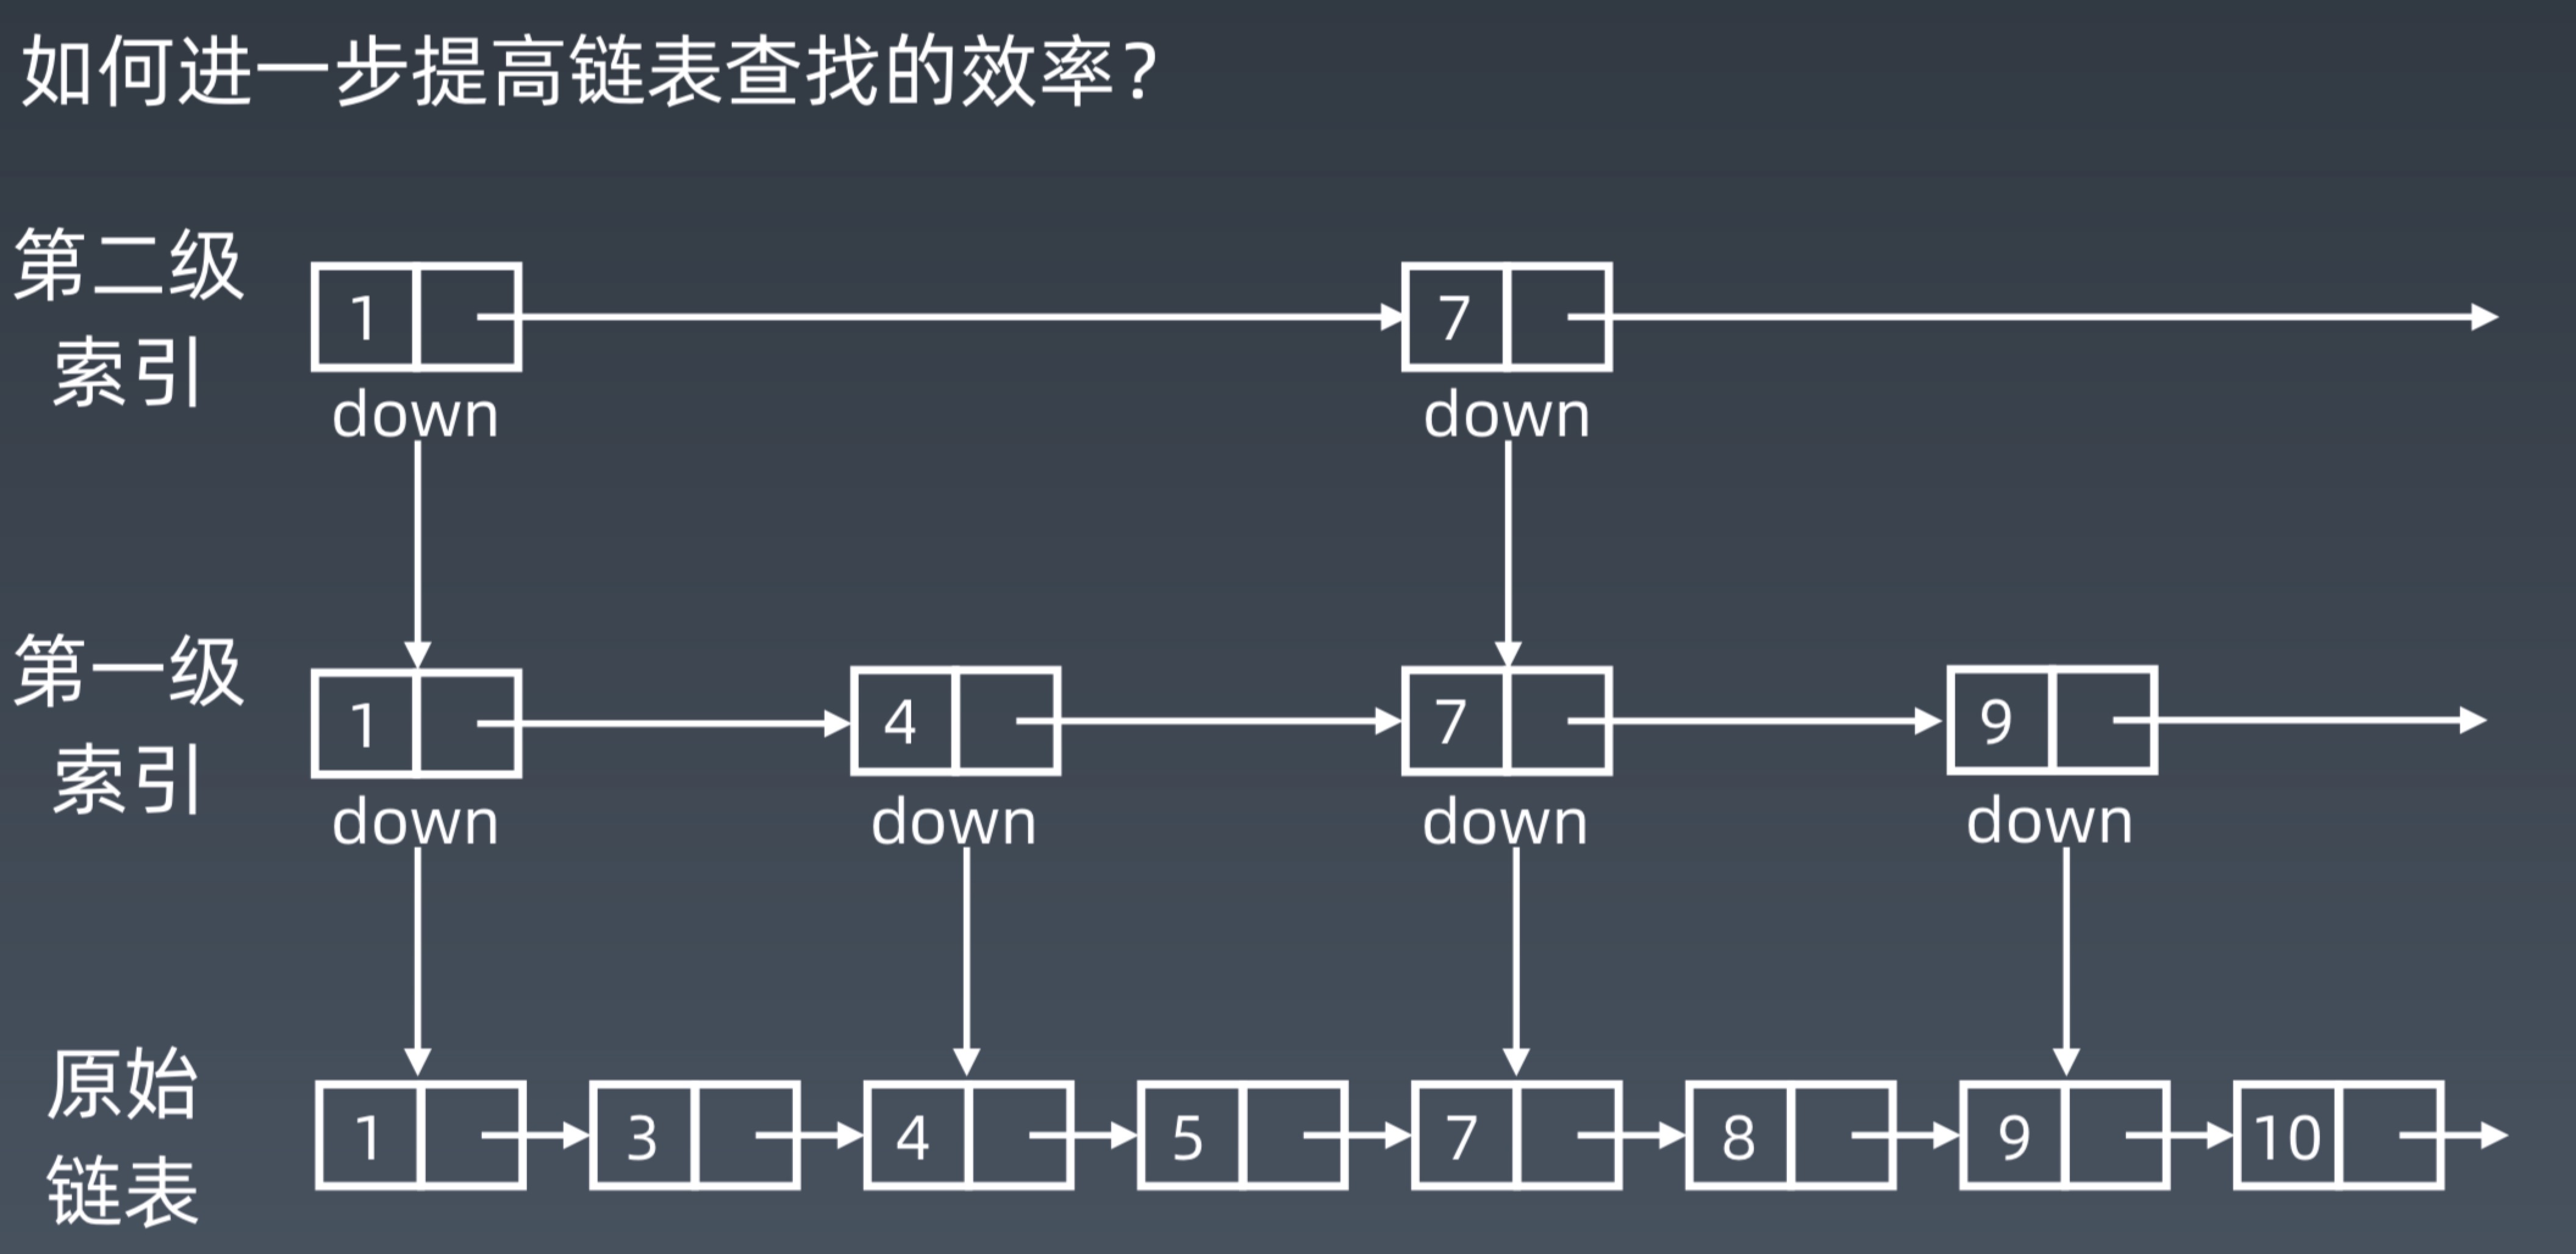 如何进一步提高链表查找的效率?
第二级
索引
1 7
down down
第一级
索引
1 4 7 9
down down down down
原始
链表
1 3 4 5 7 8 9 10